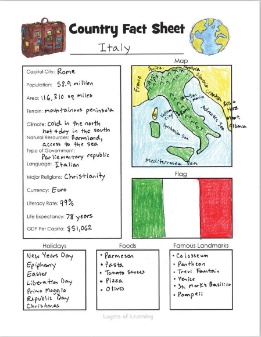 Country Fact Sheet
Italy
Capital City: Rome
Population: 58.9 million
Area: 116,310 sq miles
Terrain: mountainous peninsula
Climate: cold in the north
hot + dry in the south
Natural Resources: Farmland,
access to the sea
Type of Government:
Parliamentary republic
Language: Italian
Major Religion: Christianity
Currency: Euro
Literacy Rate: 99%
Life Expectancy: 78 years
GDP Per Capita: $51,062
Map
France
Adriatic Sea
Mediterranean Sea
Flag
Holidays
New Years Day
Epiphany
Easter
Liberation Day
Primo Maggio
Republic Day
Christmas
Foods
• Parmesan
• Pasta
• Tomato sauces
• Pizza
• Olives
Famous Landmarks
• Colosseum
• Pantheon
• Trevi Fountain
• Venice
• St. Mark's Basilica
• Pompeii
Layers of Learning